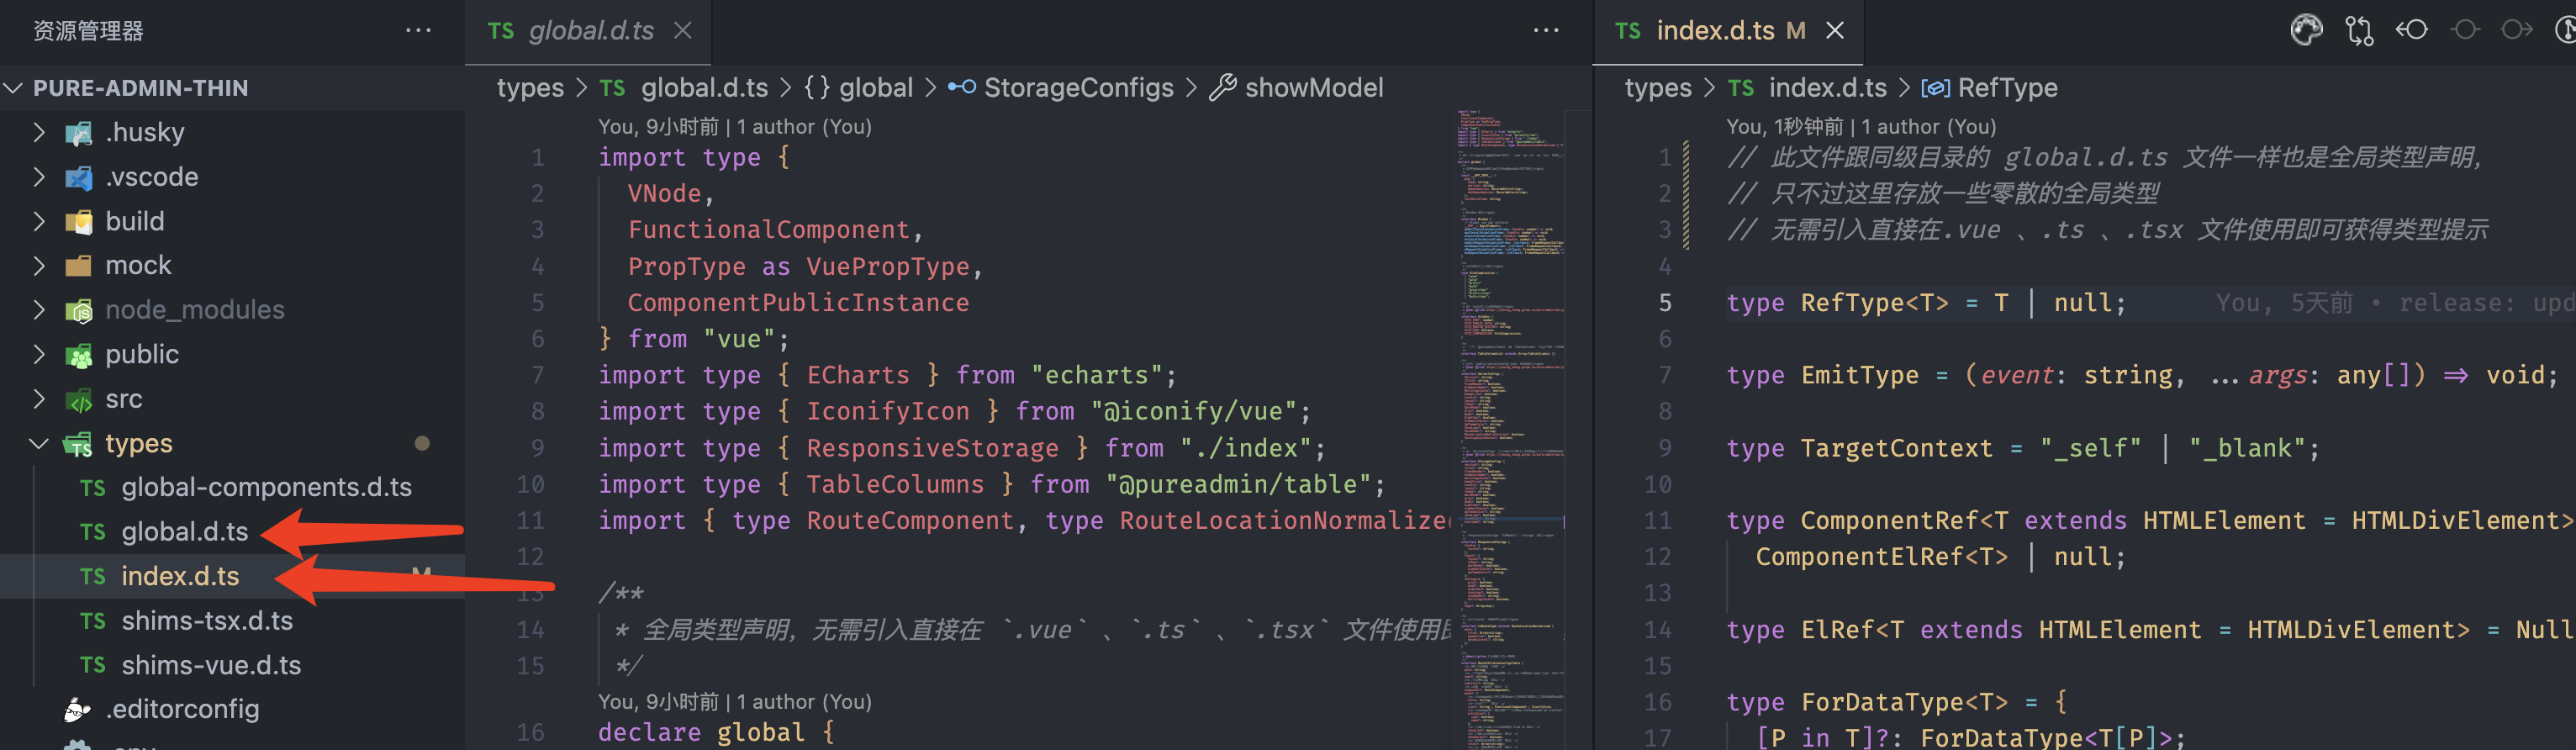 资源管理器
PURE-ADMIN-THIN
.husky
.vscode
build
mock
node_modules
public
src
types
TS global-components.d.ts
TS global.d.ts
TS index.d.ts M
TS shims-tsx.d.ts
TS shims-vue.d.ts
.editorconfig
TS global.d.ts
types > TS global.d.ts > {} global > StorageConfigs > showModel
You, 9小时前 | 1 author (You)
1 import type {
2 VNode,
3 FunctionalComponent,
4 PropType as VuePropType,
5 ComponentPublicInstance
6 } from "vue";
7 import type { ECharts } from "echarts";
8 import type { IconifyIcon } from "@iconify/vue";
9 import type { ResponsiveStorage } from "./index";
10 import type { TableColumns } from "@pureadmin/table";
11 import { type RouteComponent, type RouteLocationNormalized
12
13 /**
14 * 全局类型声明，无需引入直接在 `.vue` 、`.ts` 、`.tsx` 文件使用
15 */
You, 9小时前 | 1 author (You)
16 declare global {
TS index.d.ts M
types > TS index.d.ts > RefType
You, 1秒钟前 | 1 author (You)
1 // 此文件跟同级目录的 global.d.ts 文件一样也是全局类型声明，
2 // 只不过这里存放一些零散的全局类型
3 // 无需引入直接在.vue 、.ts 、.tsx 文件使用即可获得类型提示
4
5 type RefType<T> = T | null; You, 5天前 • release: upd
6
7 type EmitType = (event: string, ...args: any[]) => void;
8
9 type TargetContext = "_self" | "_blank";
10
11 type ComponentRef<T extends HTMLElement = HTMLDivElement>
12 ComponentElRef<T> | null;
13
14 type ElRef<T extends HTMLElement = HTMLDivElement> = Null
15
16 type ForDataType<T> = {
17 [P in T]?: ForDataType<T[P]>;